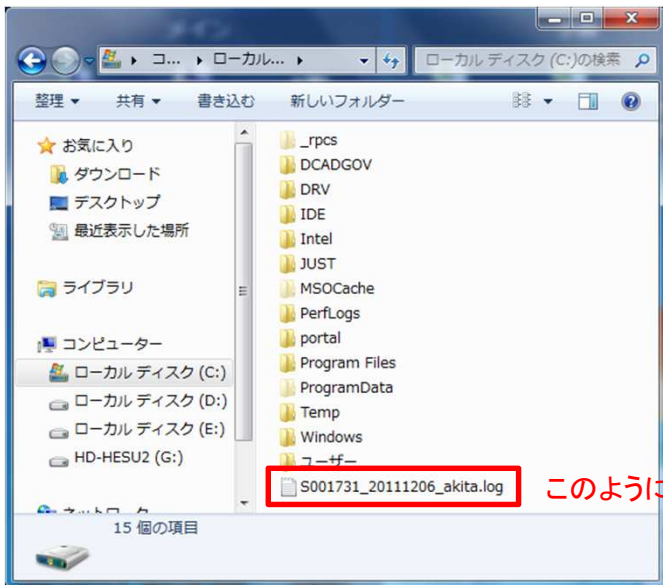 コ... ローカル... ローカル ディスク (C:)の検索
整理 共有 書き込む 新しいフォルダー
お気に入り
ダウンロード
デスクトップ
最近表示した場所
ライブラリ
コンピューター
ローカル ディスク (C:)
ローカル ディスク (D:)
ローカル ディスク (E:)
HD-HESU2 (G:)
_rpcs
DCADGOV
DRV
IDE
Intel
JUST
MSOCache
PerfLogs
portal
Program Files
ProgramData
Temp
Windows
ユーザー
S001731_20111206_akita.log
このように
15 個の項目